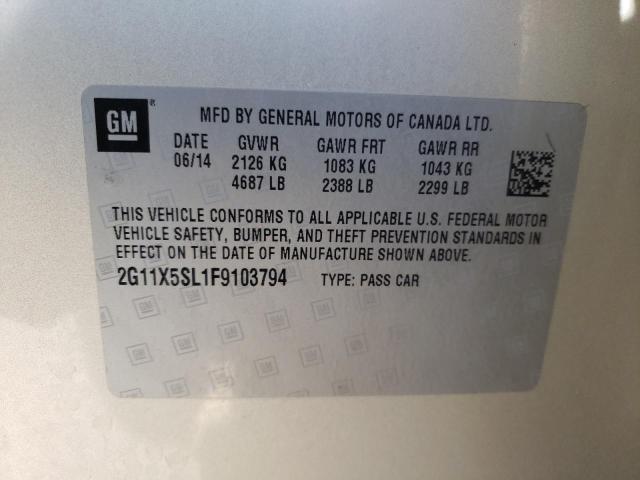 GM ®
MFD BY GENERAL MOTORS OF CANADA LTD.
DATE GVWR GAWR FRT GAWR RR
06/14 2126 KG 1083 KG 1043 KG
4687 LB 2388 LB 2299 LB
THIS VEHICLE CONFORMS TO ALL APPLICABLE U.S. FEDERAL MOTOR
VEHICLE SAFETY, BUMPER, AND THEFT PREVENTION STANDARDS IN
EFFECT ON THE DATE OF MANUFACTURE SHOWN ABOVE.
2G11X5SL1F9103794 TYPE: PASS CAR